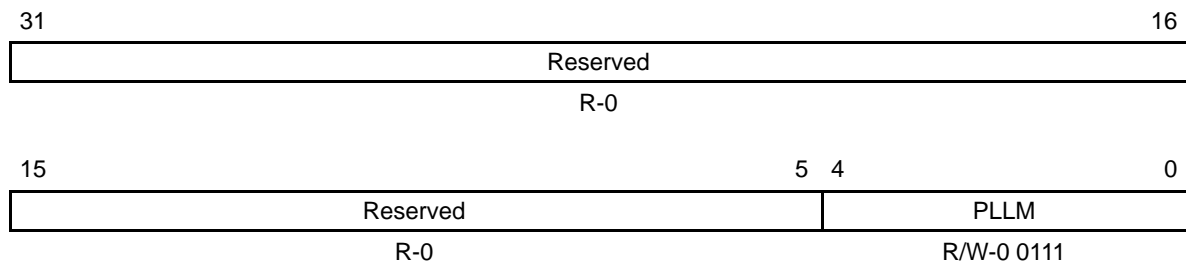 31 16
Reserved
R-0
15 5 4 0
Reserved PLLM
R-0 R/W-0 0111